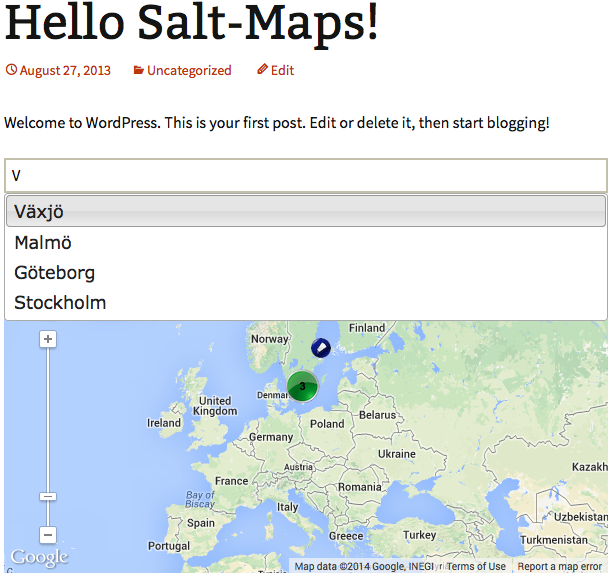 Hello Salt-Maps!
August 27, 2013 Uncategorized Edit
Welcome to WordPress. This is your first post. Edit or delete it, then start blogging!
V
Växjö
Malmö
Göteborg
Stockholm
Finland
Norway
3
Denmark
United
Kingdom
Ireland
Poland
Belarus
Germany
Ukraine
Kazakh
Austria
France
Romania
Bay of
Biscay
Italy
Uzbekistan
Spain
Portugal
Greece
Turkey
Turkmenistan
Google
Map data ©2014 Google, INEGI Terms of Use Report a map error